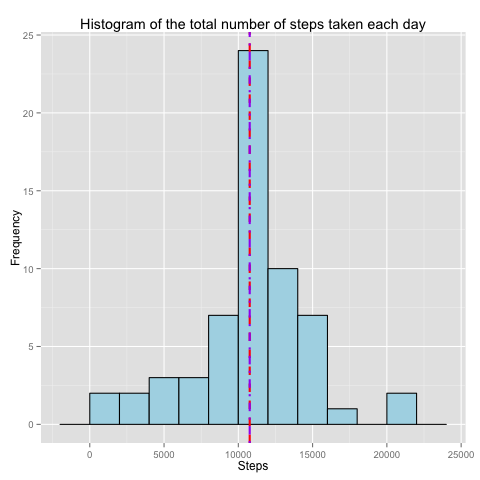 Histogram of the total number of steps taken each day
25
20
15
10
5
0
Frequency
0 5000 10000 15000 20000 25000
Steps